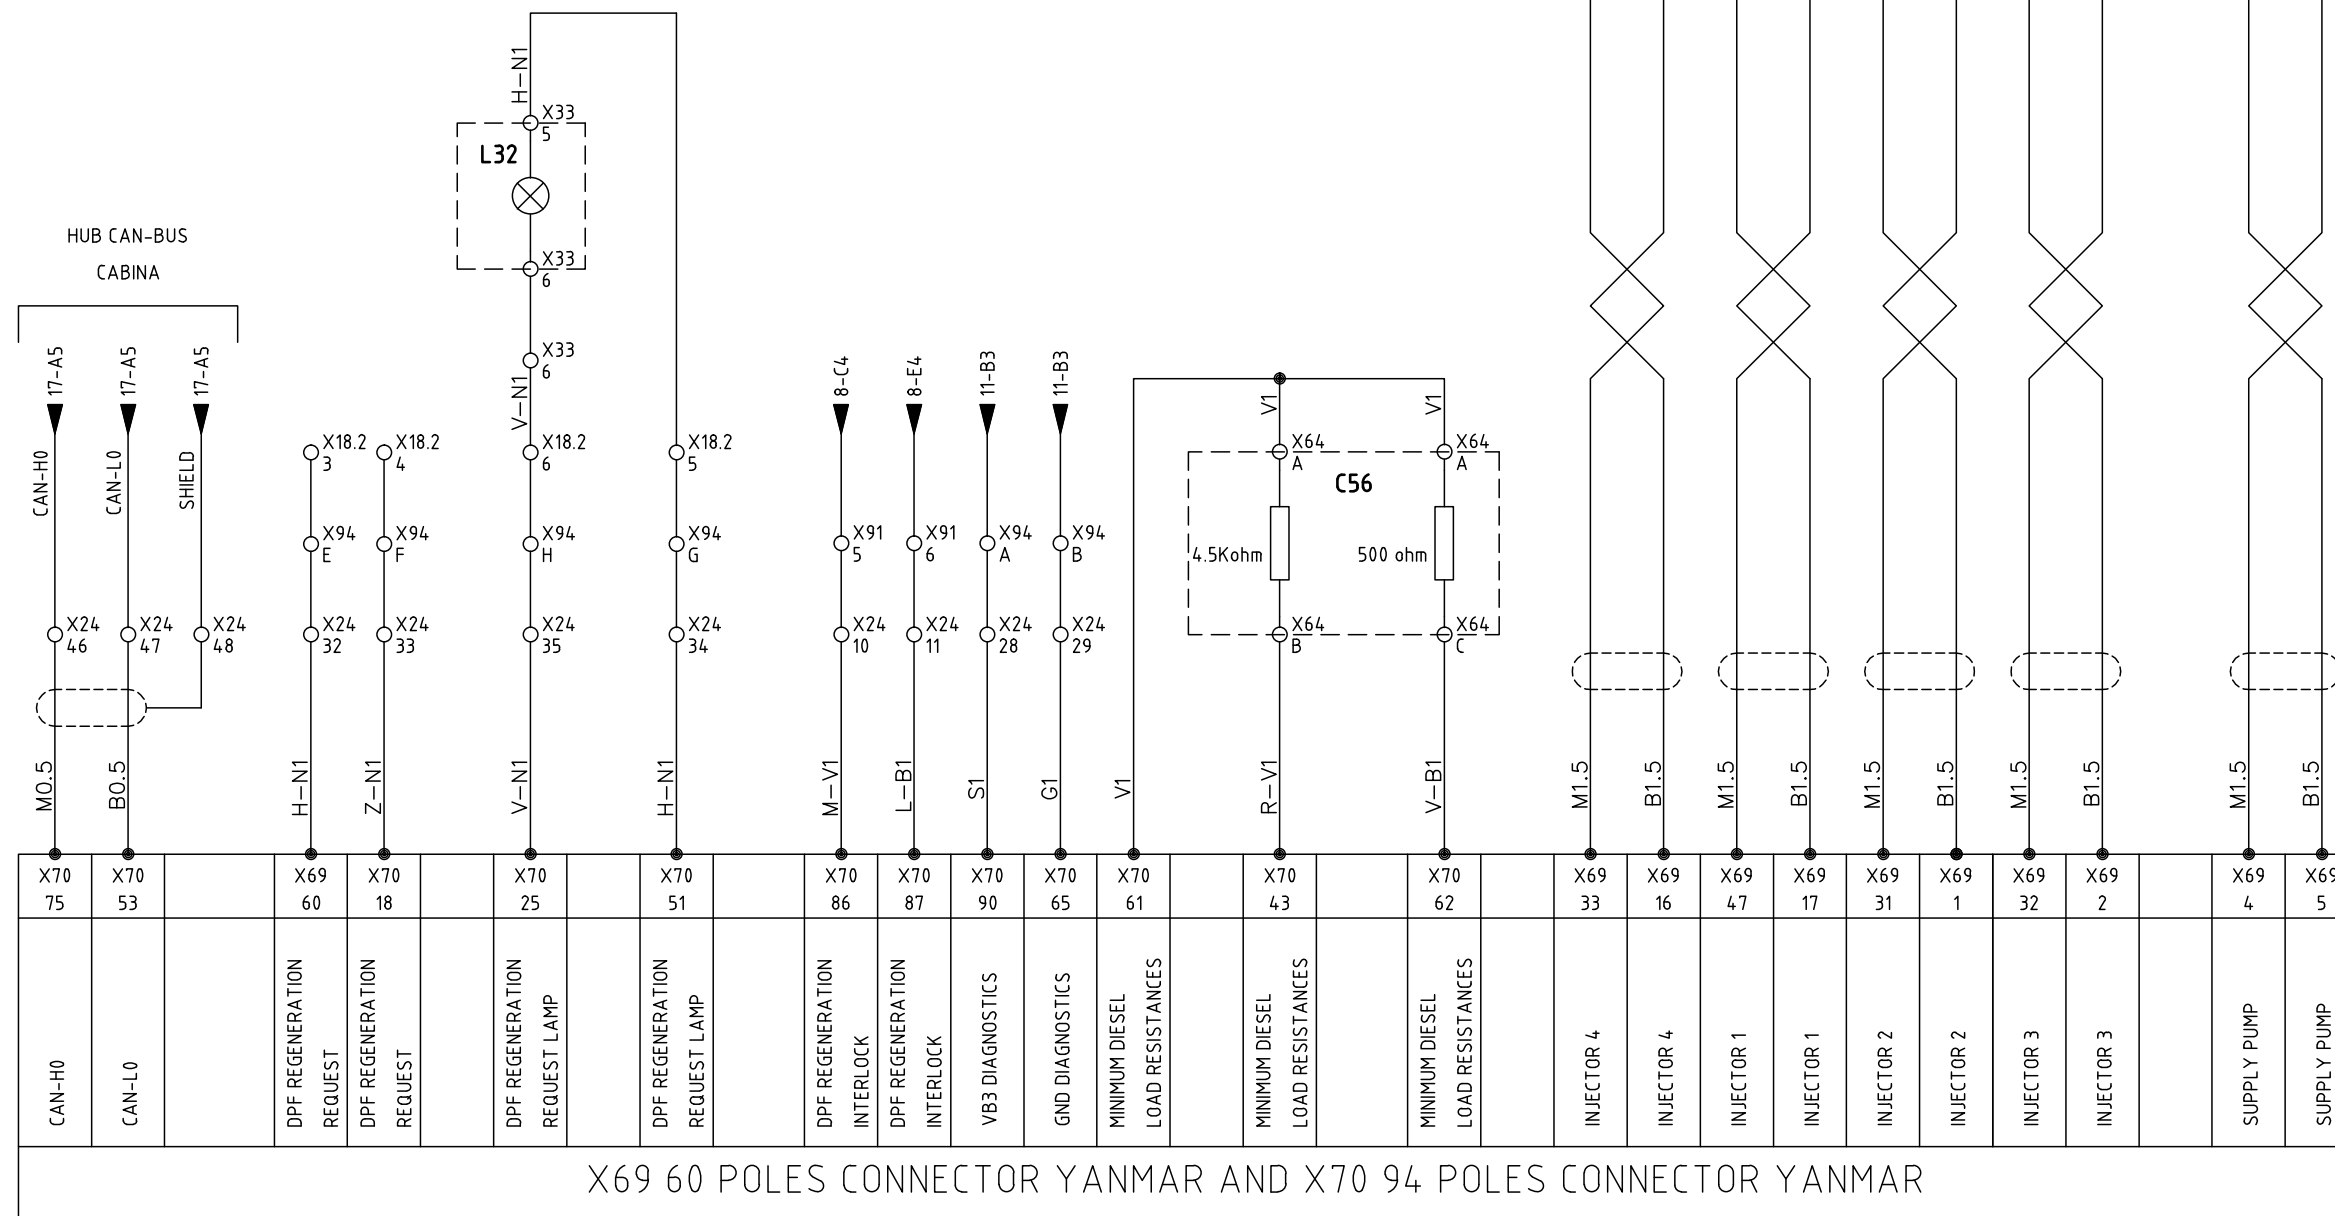 H-N1
X33
5
L32
X33
6
HUB CAN-BUS
CABINA
17-A5
17-A5
17-A5
X33
6
V-N1
8-C4
8-E4
11-B3
11-B3
V1
V1
CAN-H0
CAN-L0
SHIELD
X18.2
3
X18.2
4
X18.2
6
X18.2
5
X64
A
X64
A
C56
X94
E
X94
F
X94
H
X94
G
X91
5
X91
6
X94
A
X94
B
4.5Kohm
500 ohm
X24
46
X24
47
X24
48
X24
32
X24
33
X24
35
X24
34
X24
10
X24
11
X24
28
X24
29
X64
B
X64
C
M0.5
B0.5
H-N1
Z-N1
V-N1
H-N1
M-V1
L-B1
S1
G1
V1
R-V1
V-B1
M1.5
B1.5
M1.5
B1.5
M1.5
B1.5
M1.5
B1.5
M1.5
B1.5
X70
75
CAN-H0
X70
53
CAN-L0
X69
60
DPF REGENERATION
REQUEST
X70
18
DPF REGENERATION
REQUEST
X70
25
DPF REGENERATION
REQUEST LAMP
X70
51
DPF REGENERATION
REQUEST LAMP
X70
86
DPF REGENERATION
INTERLOCK
X70
87
DPF REGENERATION
INTERLOCK
X70
90
VB3 DIAGNOSTICS
X70
65
GND DIAGNOSTICS
X70
61
MINIMUM DIESEL
LOAD RESISTANCES
X70
43
MINIMUM DIESEL
LOAD RESISTANCES
X70
62
MINIMUM DIESEL
LOAD RESISTANCES
X69
33
INJECTOR 4
X69
16
INJECTOR 4
X69
47
INJECTOR 1
X69
17
INJECTOR 1
X69
31
INJECTOR 2
X69
1
INJECTOR 2
X69
32
INJECTOR 3
X69
2
INJECTOR 3
X69
4
SUPPLY PUMP
X69
5
SUPPLY PUMP
X69 60 POLES CONNECTOR YANMAR AND X70 94 POLES CONNECTOR YANMAR